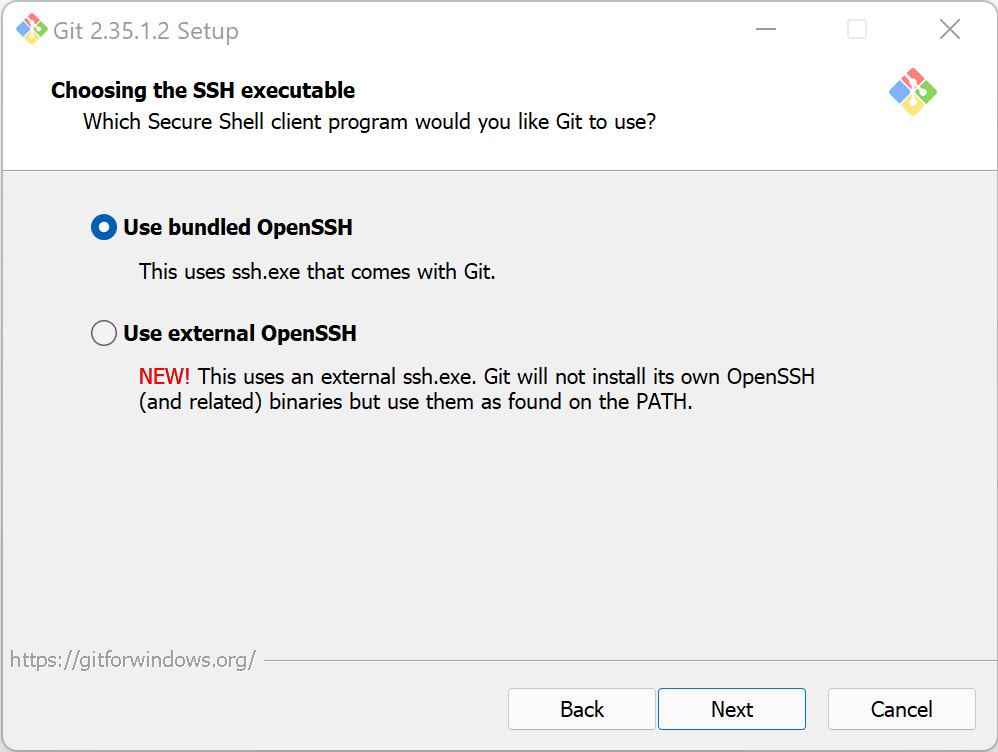 Git 2.35.1.2 Setup
Choosing the SSH executable
Which Secure Shell client program would you like Git to use?
Use bundled OpenSSH
This uses ssh.exe that comes with Git.
Use external OpenSSH
NEW! This uses an external ssh.exe. Git will not install its own OpenSSH
(and related) binaries but use them as found on the PATH.
https://gitforwindows.org/
Back Next Cancel